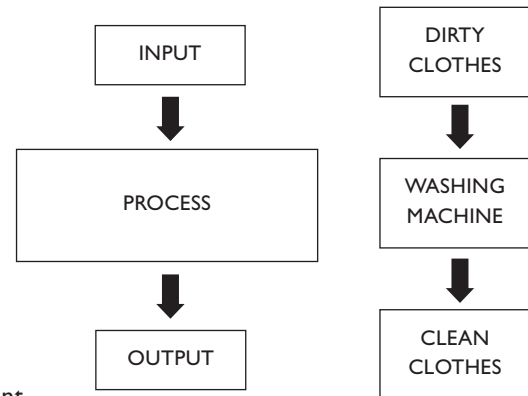 INPUT
PROCESS
OUTPUT
DIRTY
CLOTHES
WASHING
MACHINE
CLEAN
CLOTHES